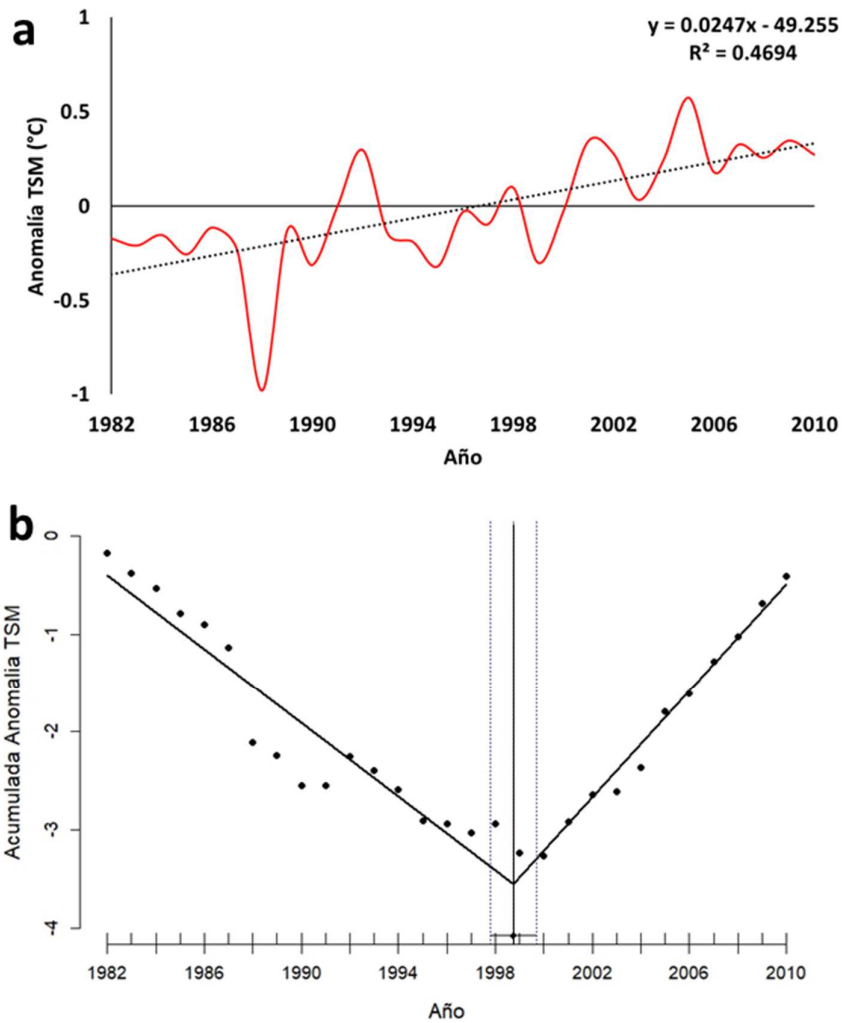 a
y = 0.0247x - 49.255
R² = 0.4694
Anomalía TSM (°C)
1
0.5
0
-0.5
-1
1982 1986 1990 1994 1998 2002 2006 2010
Año
b
Acumulada Anomalia TSM
0
-1
-2
-3
-4
1982 1986 1990 1994 1998 2002 2006 2010
Año